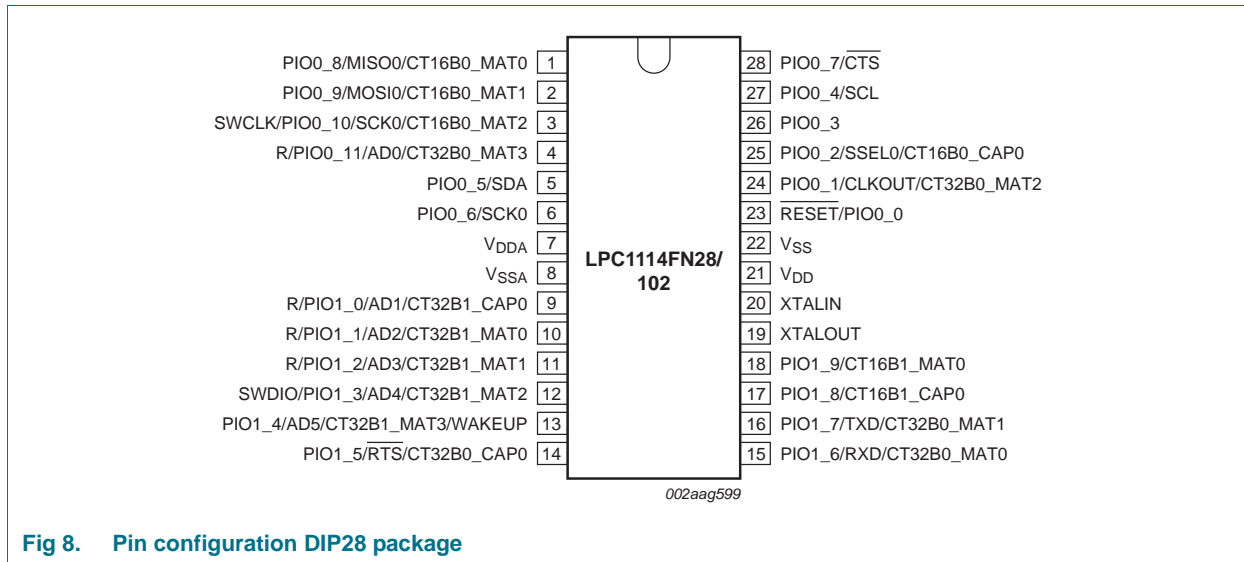 PIO0_8/MISO0/CT16B0_MAT0 1
PIO0_9/MOSI0/CT16B0_MAT1 2
SWCLK/PIO0_10/SCK0/CT16B0_MAT2 3
R/PIO0_11/AD0/CT32B0_MAT3 4
PIO0_5/SDA 5
PIO0_6/SCK0 6
VDDA 7
VSSA 8
R/PIO1_0/AD1/CT32B1_CAP0 9
R/PIO1_1/AD2/CT32B1_MAT0 10
R/PIO1_2/AD3/CT32B1_MAT1 11
SWDIO/PIO1_3/AD4/CT32B1_MAT2 12
PIO1_4/AD5/CT32B1_MAT3/WAKEUP 13
PIO1_5/RTS/CT32B0_CAP0 14
LPC1114FN28/
102
28 PIO0_7/CTS
27 PIO0_4/SCL
26 PIO0_3
25 PIO0_2/SSEL0/CT16B0_CAP0
24 PIO0_1/CLKOUT/CT32B0_MAT2
23 RESET/PIO0_0
22 VSS
21 VDD
20 XTALIN
19 XTALOUT
18 PIO1_9/CT16B1_MAT0
17 PIO1_8/CT16B1_CAP0
16 PIO1_7/TXD/CT32B0_MAT1
15 PIO1_6/RXD/CT32B0_MAT0
002aag599
Fig 8. Pin configuration DIP28 package